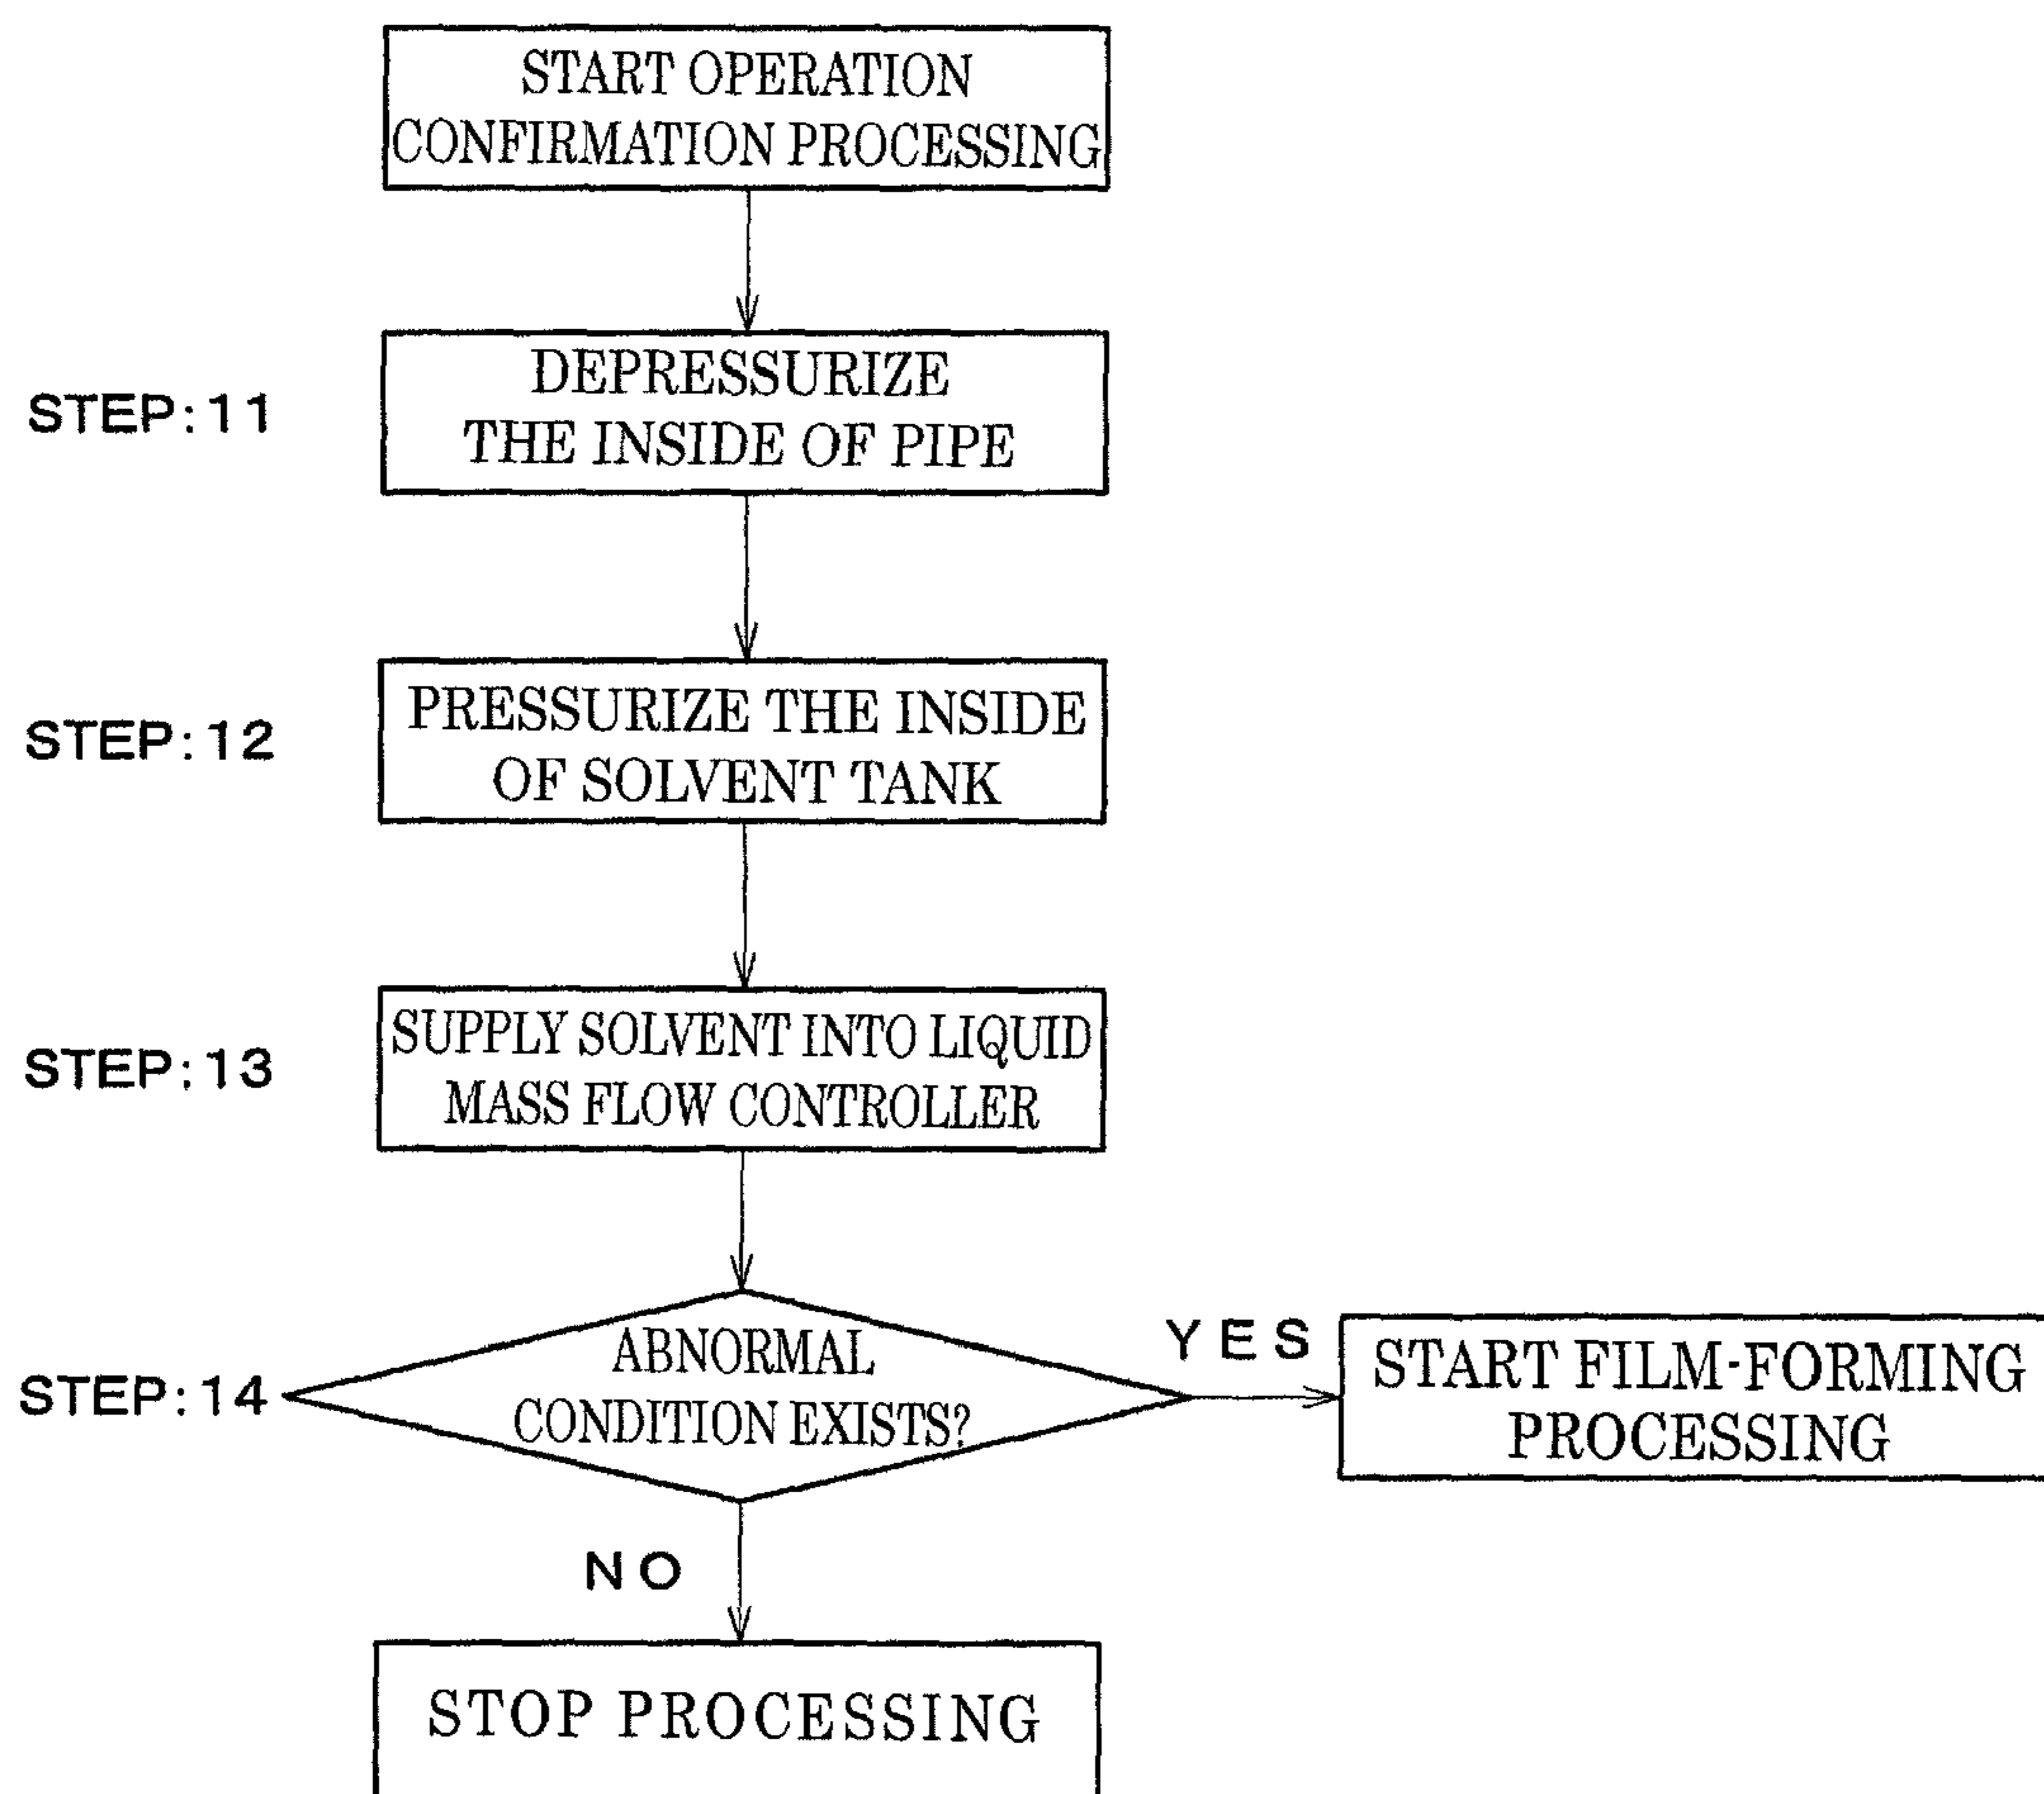 START OPERATION
CONFIRMATION PROCESSING
STEP:11
DEPRESSURIZE
THE INSIDE OF PIPE
STEP:12
PRESSURIZE THE INSIDE
OF SOLVENT TANK
STEP:13
SUPPLY SOLVENT INTO LIQUID
MASS FLOW CONTROLLER
STEP:14
ABNORMAL
CONDITION EXISTS?
YES
START FILM-FORMING
PROCESSING
NO
STOP PROCESSING